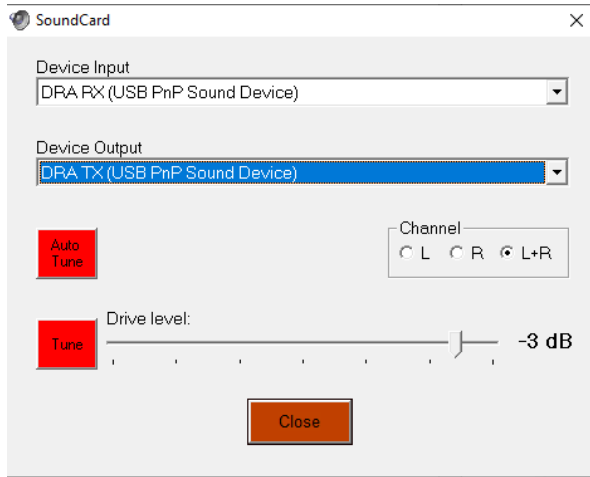 SoundCard
Device Input
DRA RX (USB PnP Sound Device)
Device Output
DRA TX (USB PnP Sound Device)
Auto
Tune
Channel
L R L+R
Drive level:
Tune
-3 dB
Close